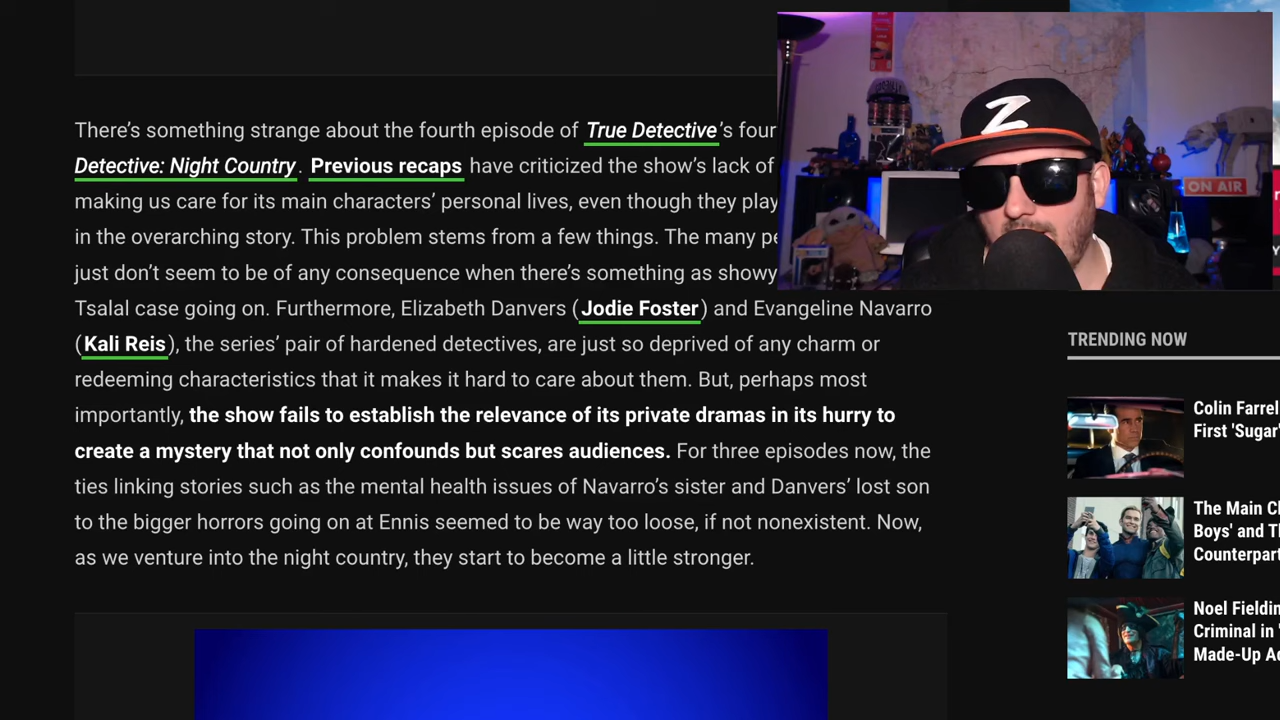 There's something strange about the fourth episode of True Detective's four
Detective: Night Country. Previous recaps have criticized the show's lack of
making us care for its main characters' personal lives, even though they play
in the overarching story. This problem stems from a few things. The many pe
just don't seem to be of any consequence when there's something as showy
Tsalal case going on. Furthermore, Elizabeth Danvers (Jodie Foster) and Evangeline Navarro
(Kali Reis), the series' pair of hardened detectives, are just so deprived of any charm or
redeeming characteristics that it makes it hard to care about them. But, perhaps most
importantly, the show fails to establish the relevance of its private dramas in its hurry to
create a mystery that not only confounds but scares audiences. For three episodes now, the
ties linking stories such as the mental health issues of Navarro's sister and Danvers' lost son
to the bigger horrors going on at Ennis seemed to be way too loose, if not nonexistent. Now,
as we venture into the night country, they start to become a little stronger.
Z
ON AIR
TRENDING NOW
Colin Farrel
First 'Sugar'
The Main Cl
Boys' and Tl
Counterpart
Noel Fieldin
Criminal in '
Made-Up Ac